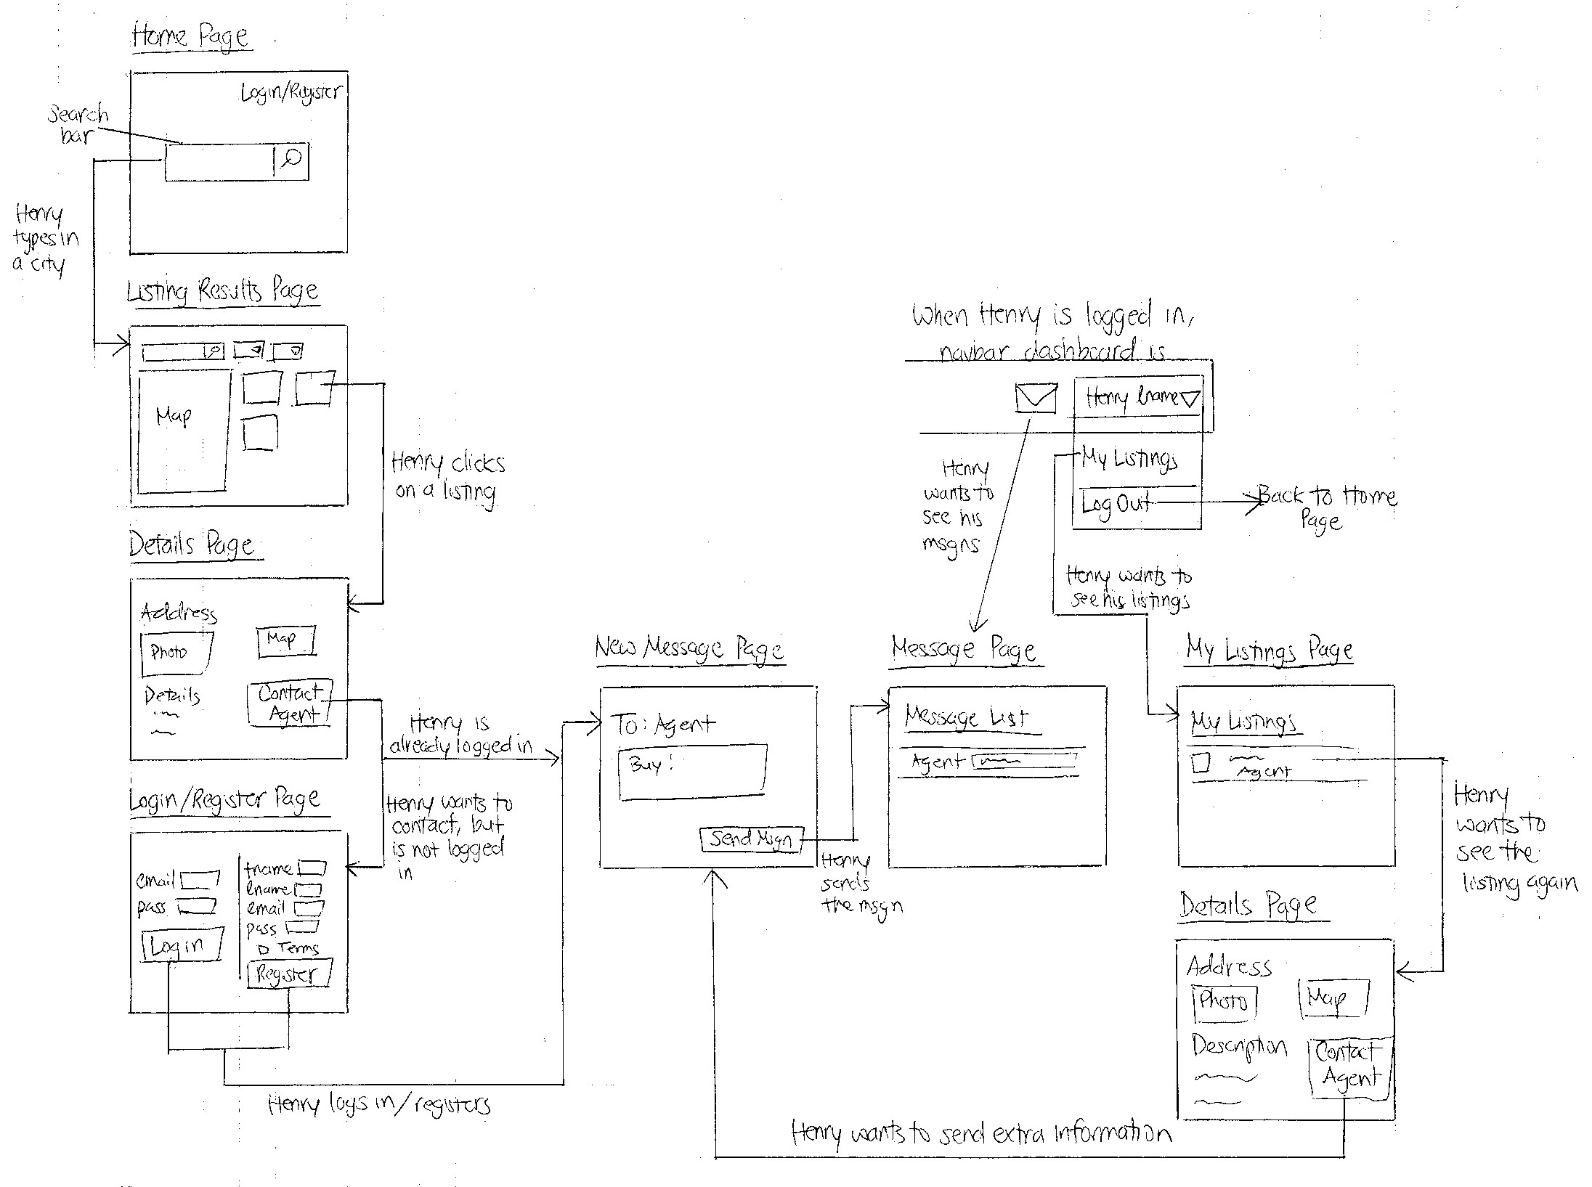 Home Page
Login/Register
Search
bar
Henry
types in
a city
Listing Results Page
Map
Henry clicks
on a listing
Details Page
Address
Photo
Map
Details
Contact
Agent
Henry is
already logged in
Henry wants to
contact, but
is not logged
in
Login/Register Page
email
pass
Login
fname
lname
email
pass
Terms
Register
Henry logs in/registers
When Henry is logged in,
navbar dashboard is
Henry lname
My Listings
Log Out
Back to Home
Page
Henry
wants to
see his
msgns
Henry wants to
see his listings
New Message Page
To: Agent
Buy!
Send Msgn
Henry
sends
the msgn
Message Page
Message List
Agent
My Listings Page
My Listings
Agent
Henry
wants to
see the
listing again
Details Page
Address
Photo
Map
Description
Contact
Agent
Henry wants to send extra information